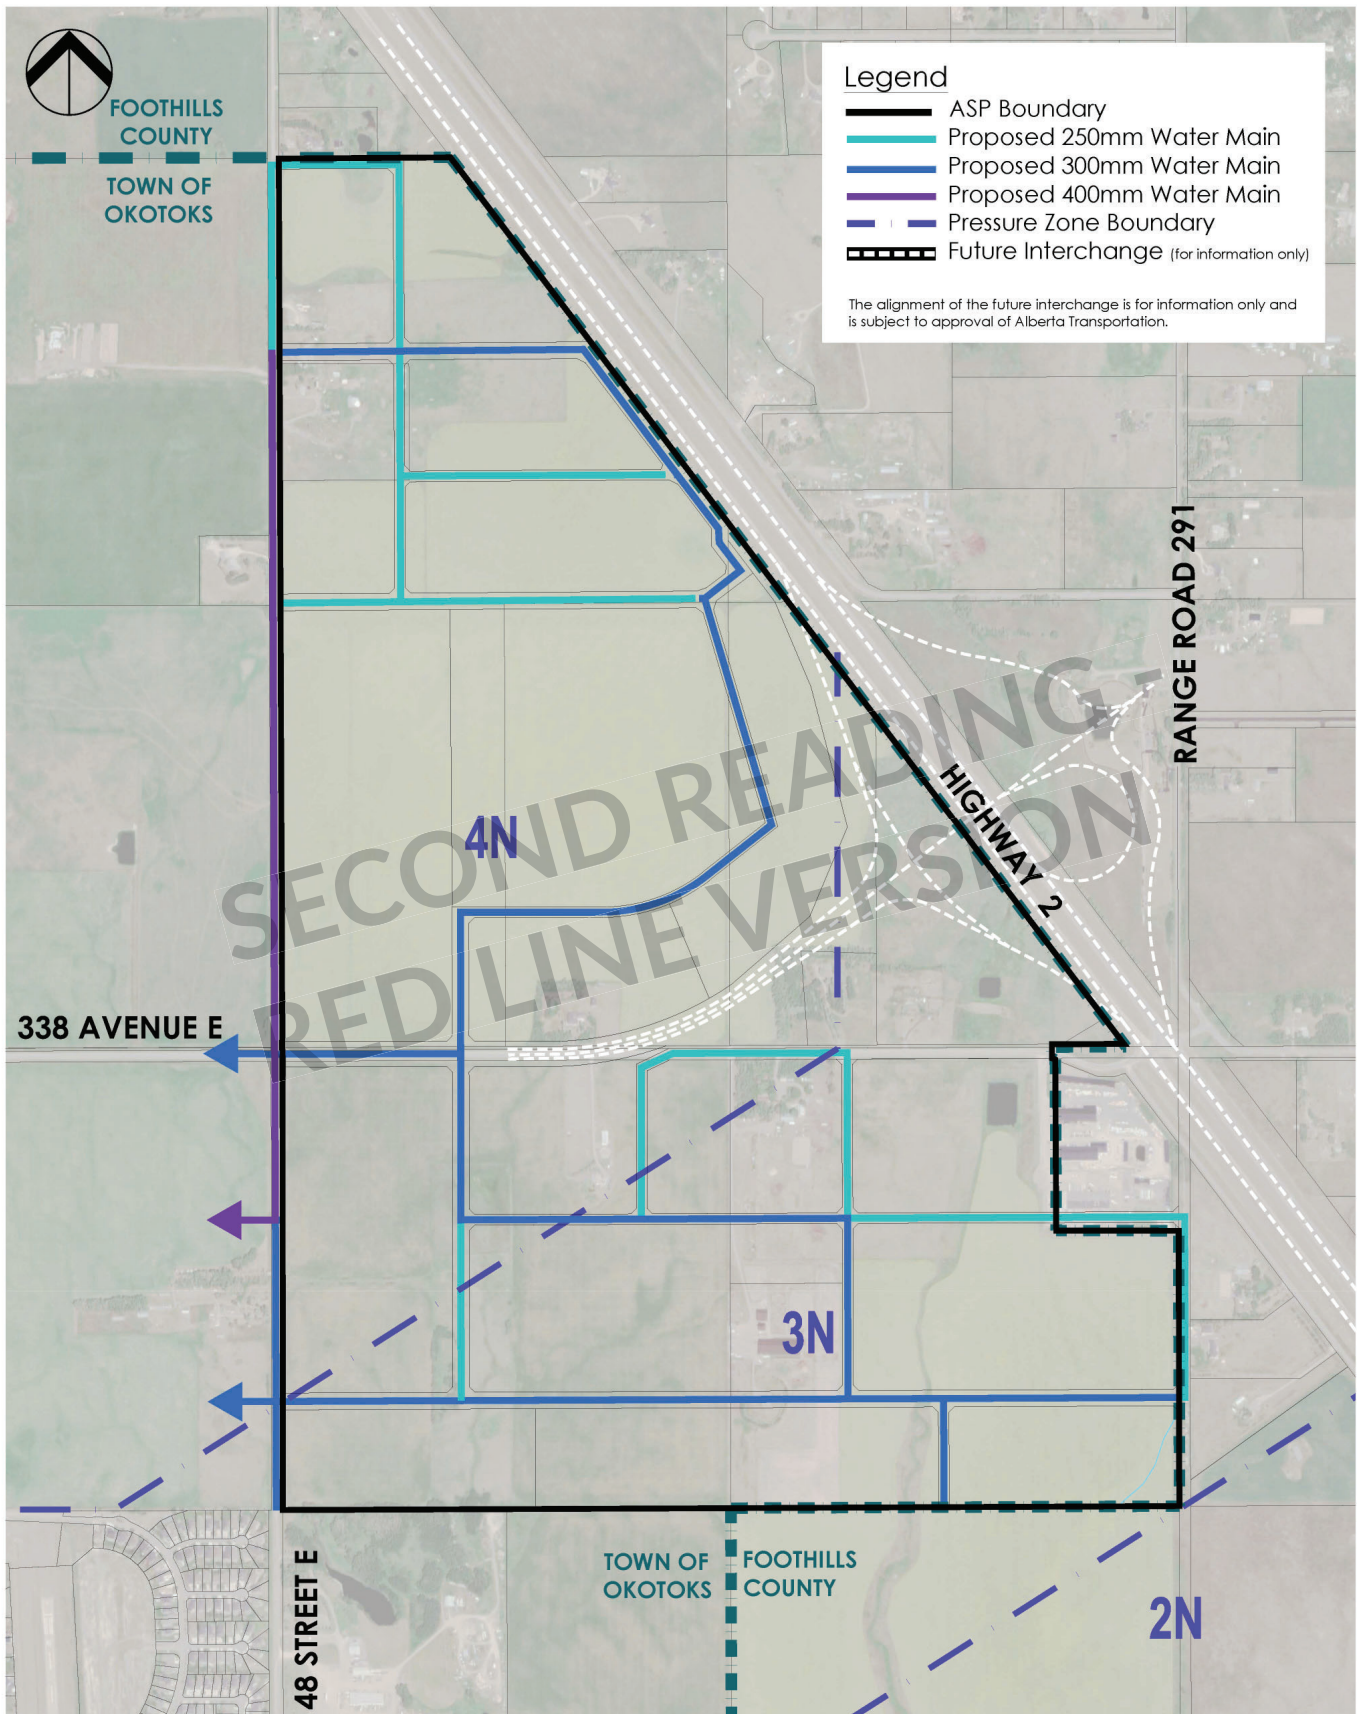 FOOTHILLS
COUNTY
TOWN OF
OKOTOKS
Legend
ASP Boundary
Proposed 250mm Water Main
Proposed 300mm Water Main
Proposed 400mm Water Main
Pressure Zone Boundary
Future Interchange (for information only)
The alignment of the future interchange is for information only and
is subject to approval of Alberta Transportation.
RANGE ROAD 291
HIGHWAY 2
SECOND READING -
RED LINE VERSION
4N
338 AVENUE E
3N
48 STREET E
TOWN OF
OKOTOKS
FOOTHILLS
COUNTY
2N